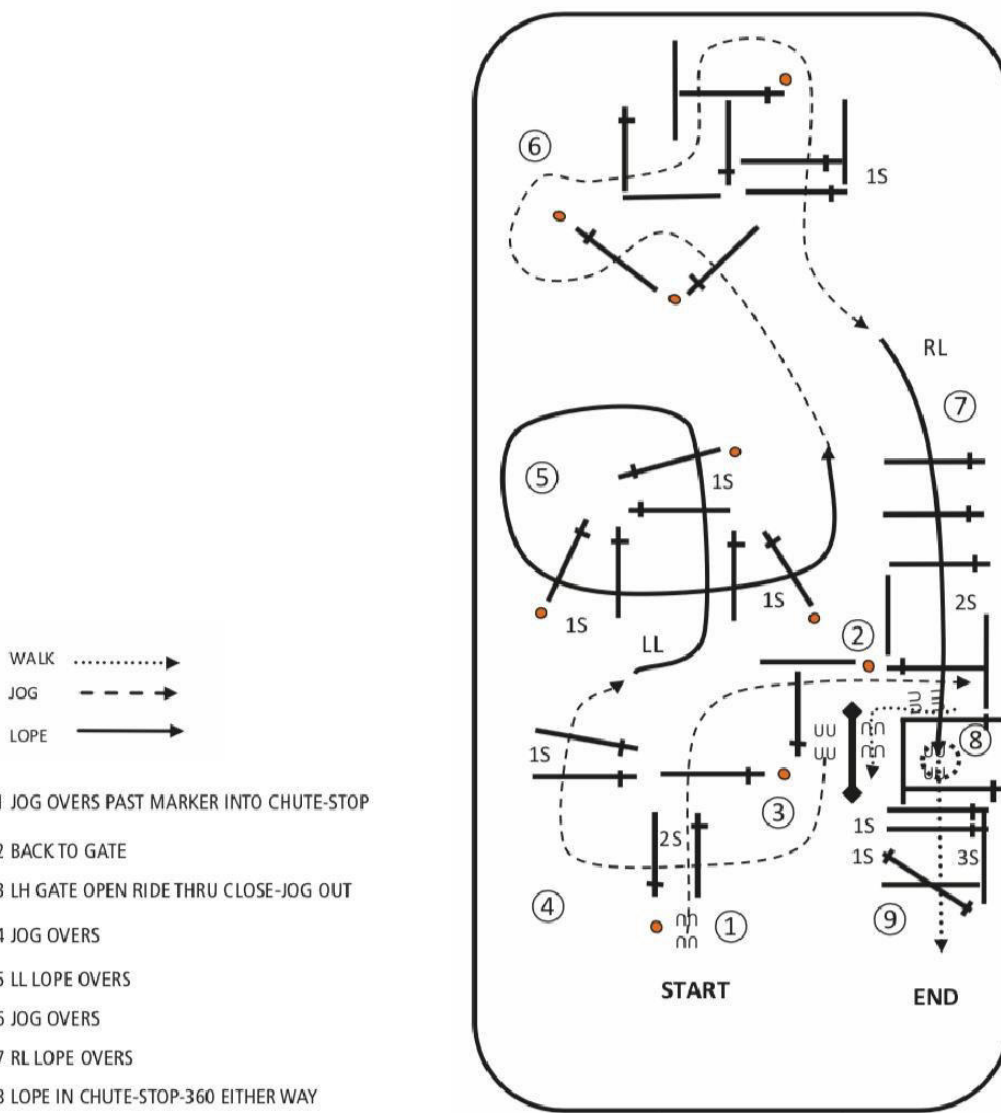 WALK
JOG
LOPE
1 JOG OVERS PAST MARKER INTO CHUTE-STOP
2 BACK TO GATE
3 LH GATE OPEN RIDE THRU CLOSE-JOG OUT
4 JOG OVERS
5 LL LOPE OVERS
6 JOG OVERS
7 RL LOPE OVERS
8 LOPE IN CHUTE-STOP-360 EITHER WAY
6
1S
RL
7
5
1S
1S
1S
2S
2
LL
8
1S
3
1S
2S
1S
3S
4
1
9
START
END